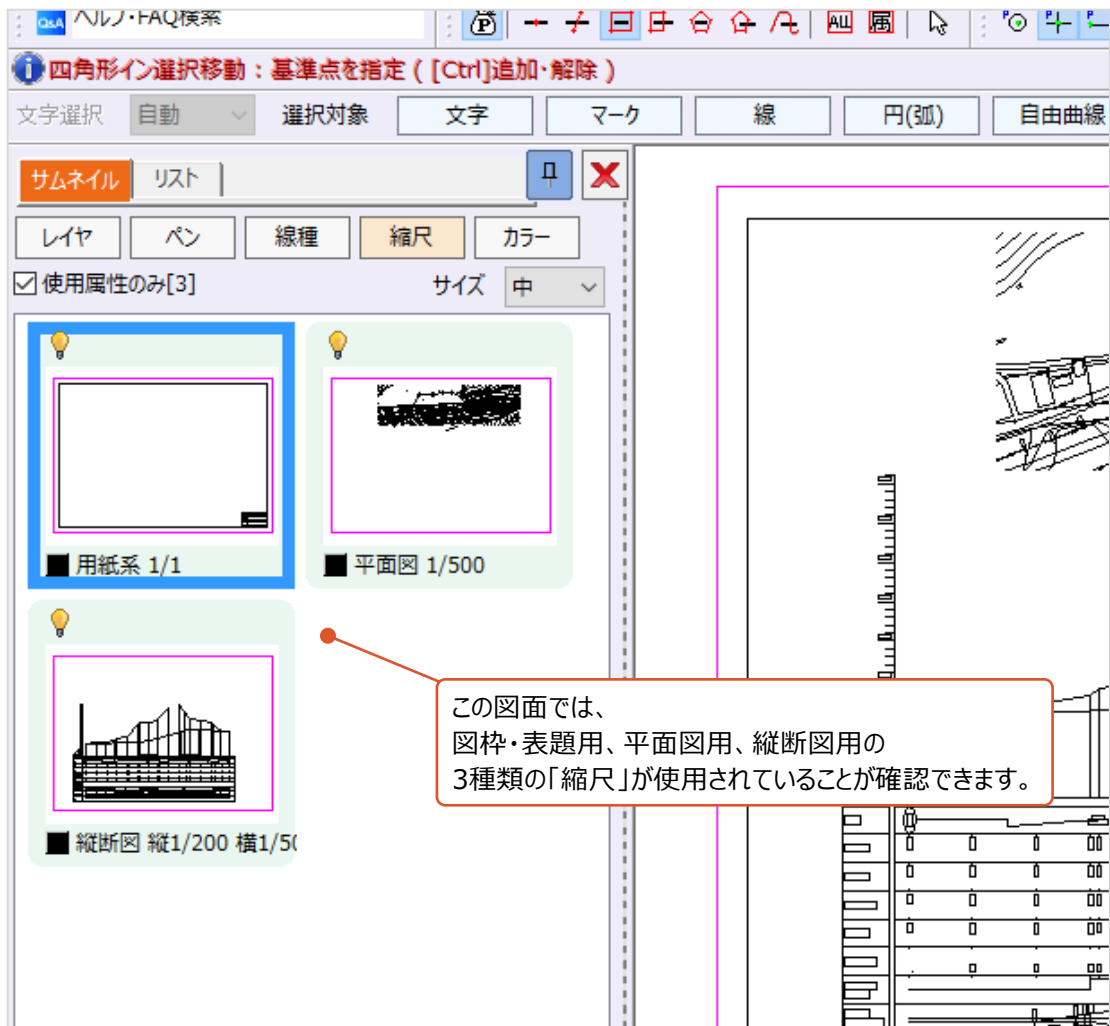 Q&A ヘルプ・FAQ検索
P ALL 属 P P
四角形イン選択移動：基準点を指定 ( [Ctrl]追加・解除 )
文字選択 自動 選択対象 文字 マーク 線 円(弧) 自由曲線
サムネイル リスト
レイヤ ペン 線種 縮尺 カラー
使用属性のみ[3] サイズ 中
用紙系 1/1 平面図 1/500
この図面では、
図枠・表題用、平面図用、縦断図用の
3種類の「縮尺」が使用されていることが確認できます。
縦断図 縦1/200 横1/50